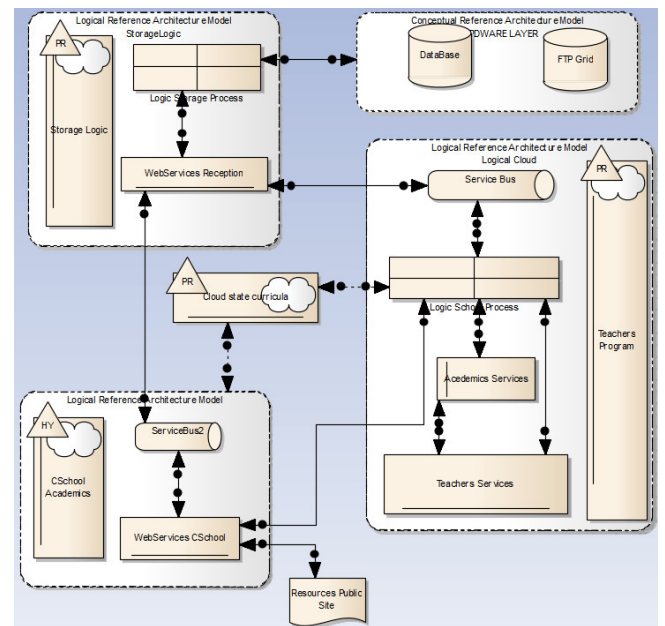 Logical Reference Architecture Model
StorageLogic
PR
Storage Logic
Logic Storage Process
WebServices Reception
Conceptual Reference Architecture Model
PDWARE LAYER
DataBase
FTP Grid
Logical Reference Architecture Model
Logical Cloud
PR
Service Bus
Logic School Process
Teachers
Program
Acedemics Services
Teachers Services
PR
Cloud state curricula
Logical Reference Architecture Model
HY
CSchool
Academics
ServiceBus2
WebServices CSchool
Resources Public
Site